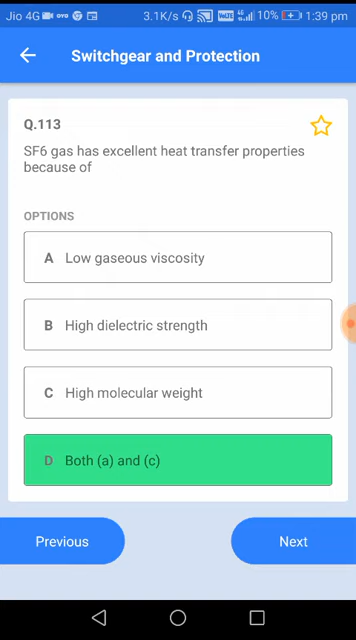 Jio 4G 3.1K/s 10% 1:39 pm
Switchgear and Protection
Q.113
SF6 gas has excellent heat transfer properties
because of
OPTIONS
A Low gaseous viscosity
B High dielectric strength
C High molecular weight
D Both (a) and (c)
Previous Next